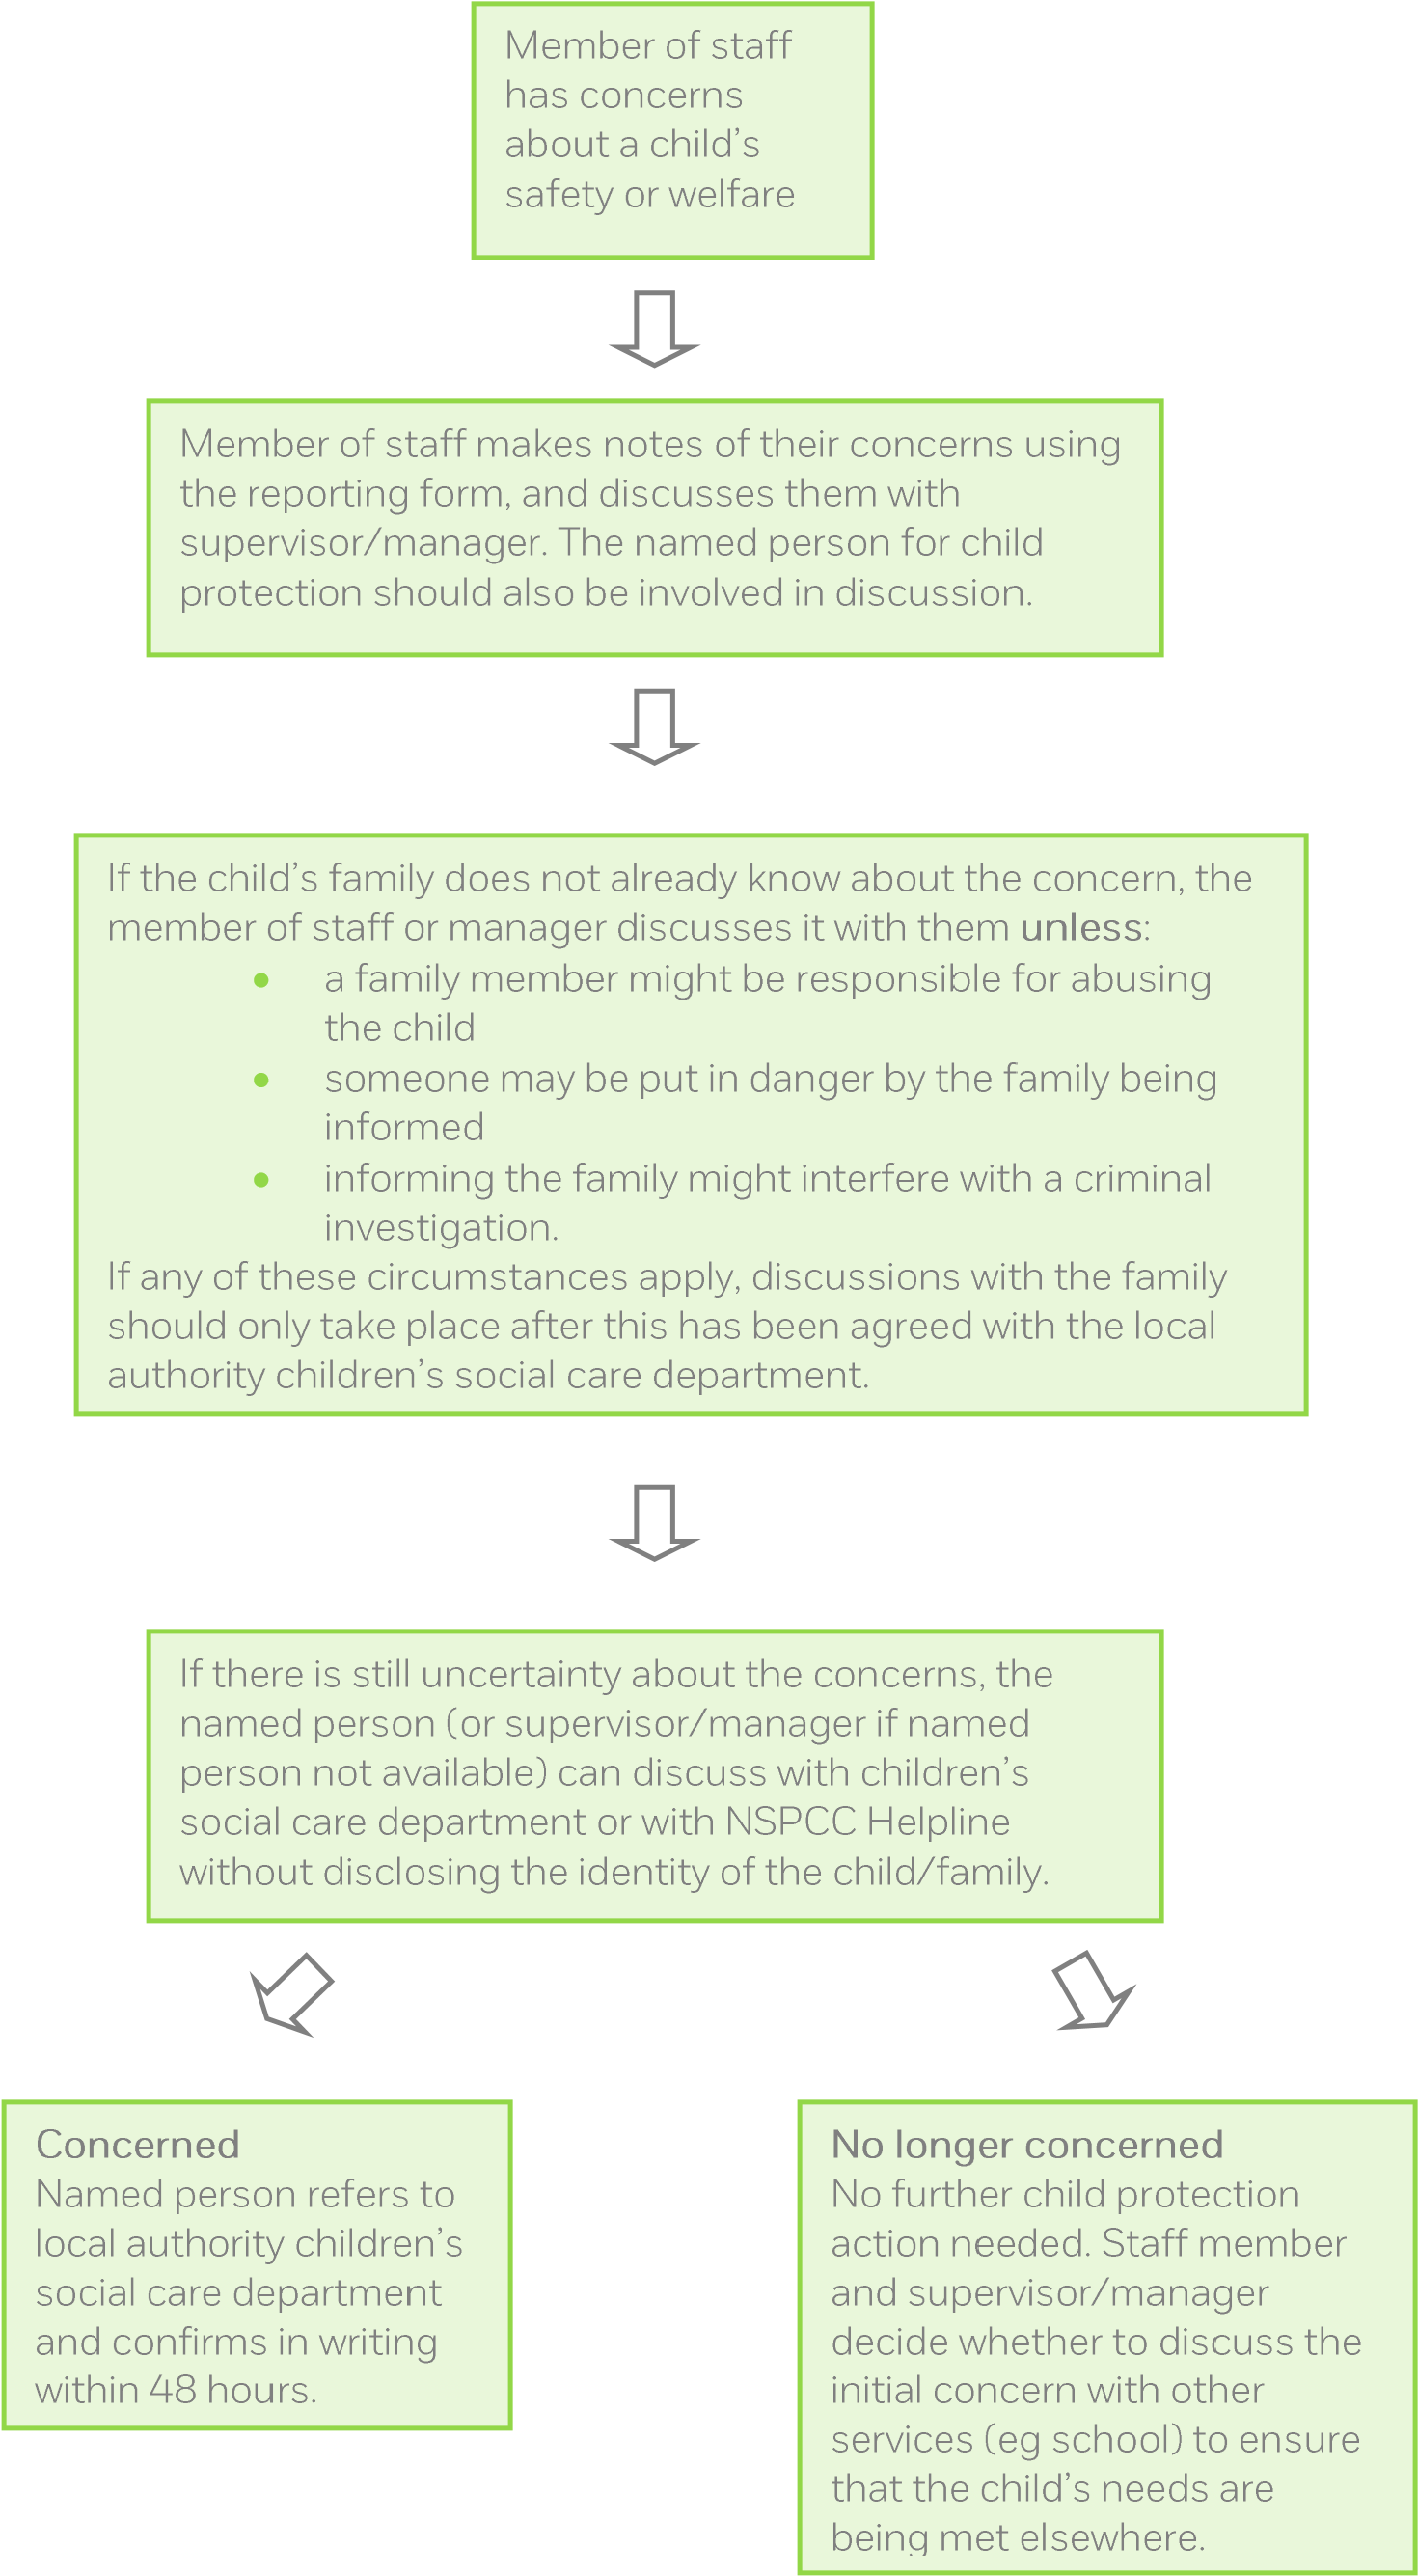 Member of staff
has concerns
about a child’s
safety or welfare
Member of staff makes notes of their concerns using
the reporting form, and discusses them with
supervisor/manager. The named person for child
protection should also be involved in discussion.
If the child’s family does not already know about the concern, the
member of staff or manager discusses it with them unless:
● a family member might be responsible for abusing
the child
● someone may be put in danger by the family being
informed
● informing the family might interfere with a criminal
investigation.
If any of these circumstances apply, discussions with the family
should only take place after this has been agreed with the local
authority children’s social care department.
If there is still uncertainty about the concerns, the
named person (or supervisor/manager if named
person not available) can discuss with children’s
social care department or with NSPCC Helpline
without disclosing the identity of the child/family.
Concerned
Named person refers to
local authority children’s
social care department
and confirms in writing
within 48 hours.
No longer concerned
No further child protection
action needed. Staff member
and supervisor/manager
decide whether to discuss the
initial concern with other
services (eg school) to ensure
that the child’s needs are
being met elsewhere.